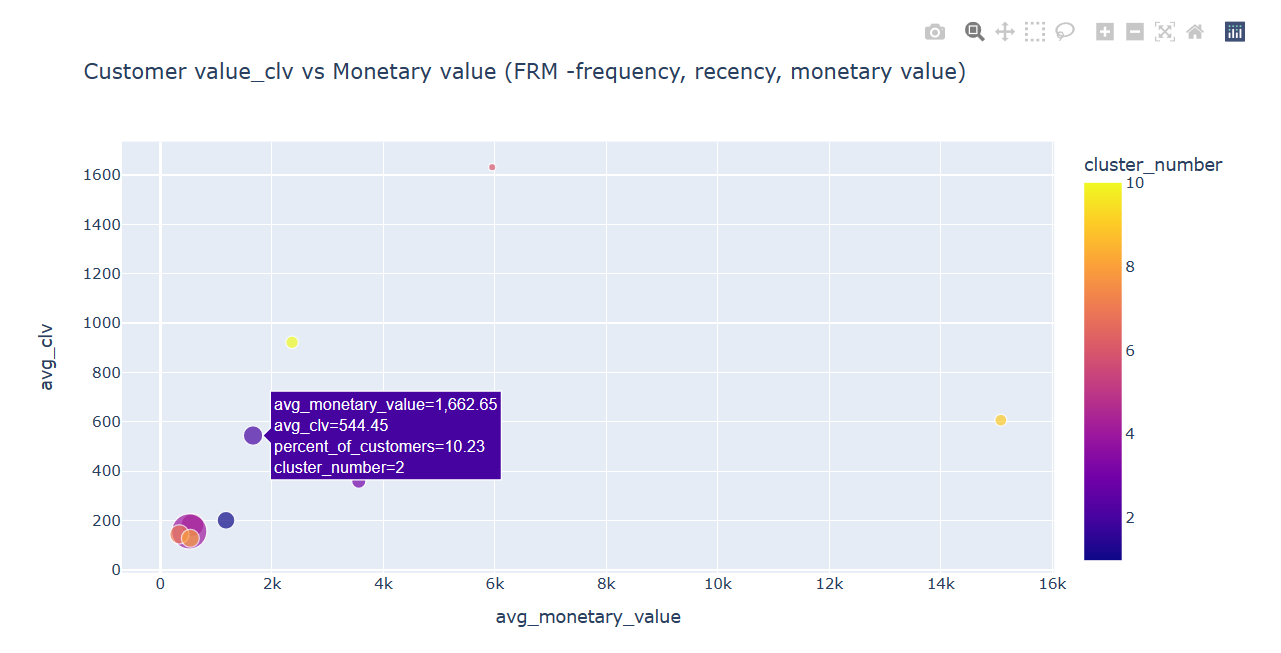 Customer value_clv vs Monetary value (FRM -frequency, recency, monetary value)
cluster_number
avg_clv
1600
1400
1200
1000
800
600
400
200
0
avg_monetary_value=1,662.65
avg_clv=544.45
percent_of_customers=10.23
cluster_number=2
10
8
6
4
2
0
2k
4k
6k
8k
10k
12k
14k
16k
avg_monetary_value